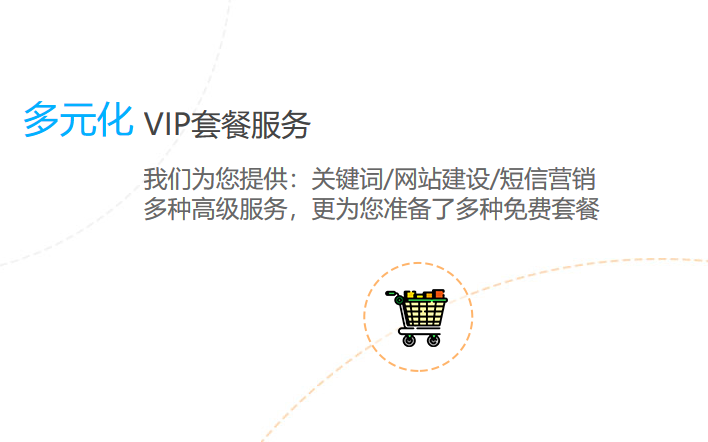 多元化 VIP套餐服务
我们为您提供：关键词/网站建设/短信营销
多种高级服务，更为您准备了多种免费套餐